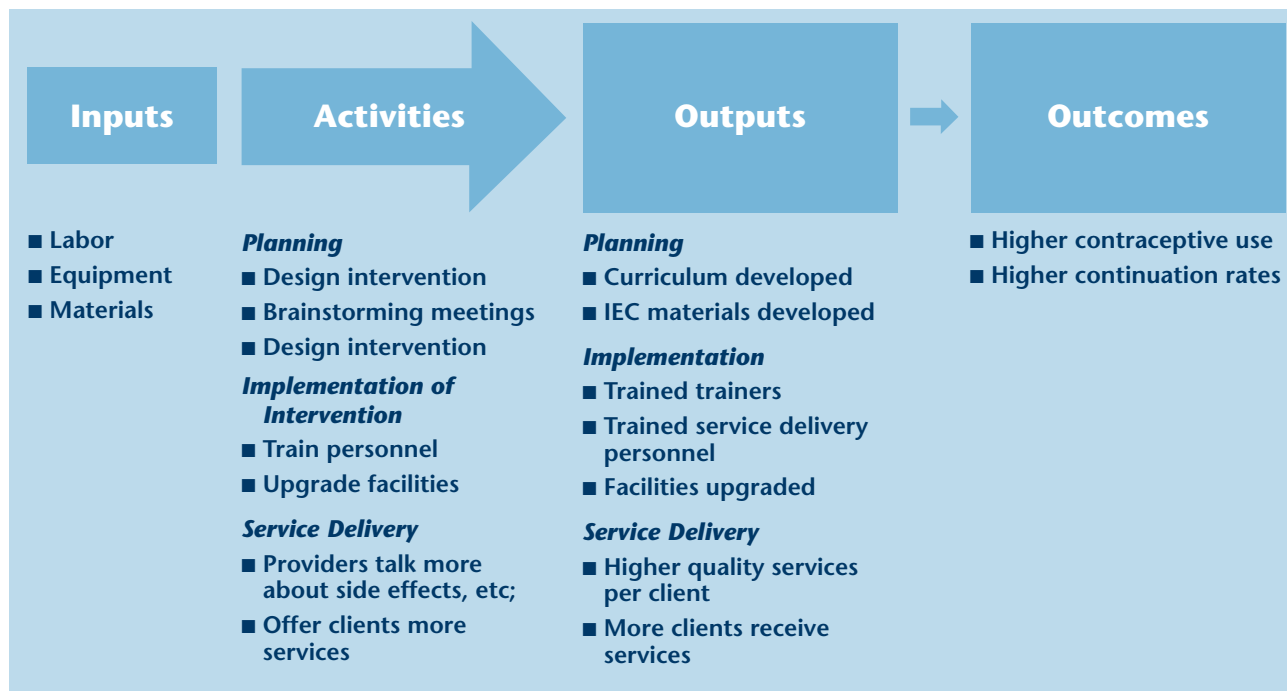 Inputs
Activities
Outputs
Outcomes
■ Labor
■ Equipment
■ Materials
Planning
■ Design intervention
■ Brainstorming meetings
■ Design intervention
Implementation of
Intervention
■ Train personnel
■ Upgrade facilities
Service Delivery
■ Providers talk more
about side effects, etc;
■ Offer clients more
services
Planning
■ Curriculum developed
■ IEC materials developed
Implementation
■ Trained trainers
■ Trained service delivery
personnel
■ Facilities upgraded
Service Delivery
■ Higher quality services
per client
■ More clients receive
services
■ Higher contraceptive use
■ Higher continuation rates